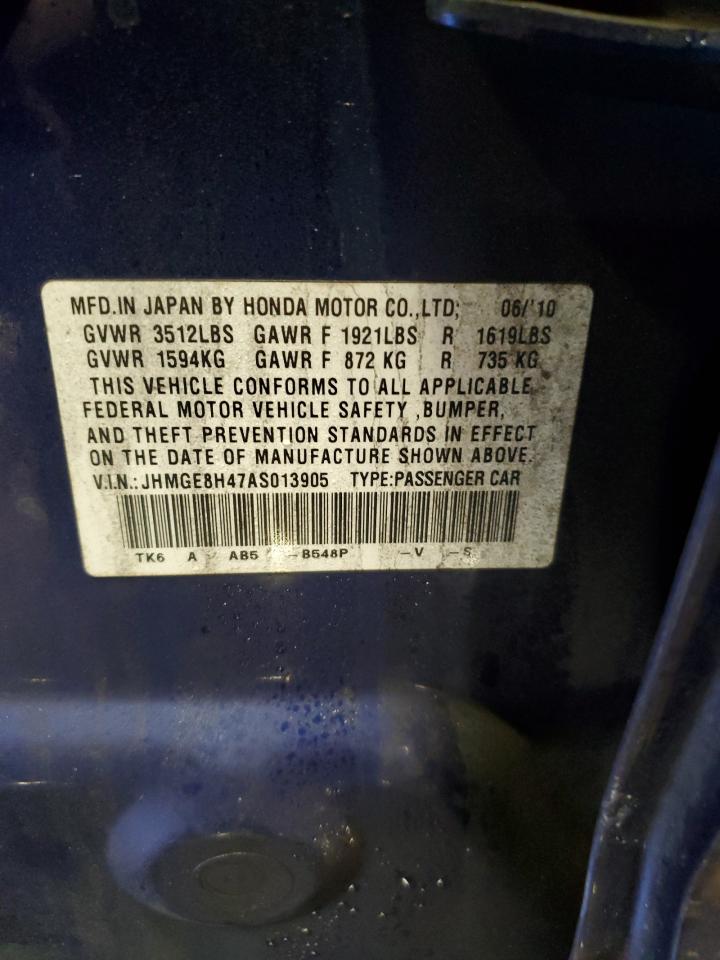 MFD.IN JAPAN BY HONDA MOTOR CO.,LTD; 06/'10
GVWR 3512LBS GAWR F 1921LBS R 1619LBS
GVWR 1594KG GAWR F 872 KG R 735 KG
THIS VEHICLE CONFORMS TO ALL APPLICABLE
FEDERAL MOTOR VEHICLE SAFETY ,BUMPER,
AND THEFT PREVENTION STANDARDS IN EFFECT
ON THE DATE OF MANUFACTURE SHOWN ABOVE.
V.I.N.: JHMGE8H47AS013905 TYPE:PASSENGER CAR
TK6 A AB5 -B548P -V -S